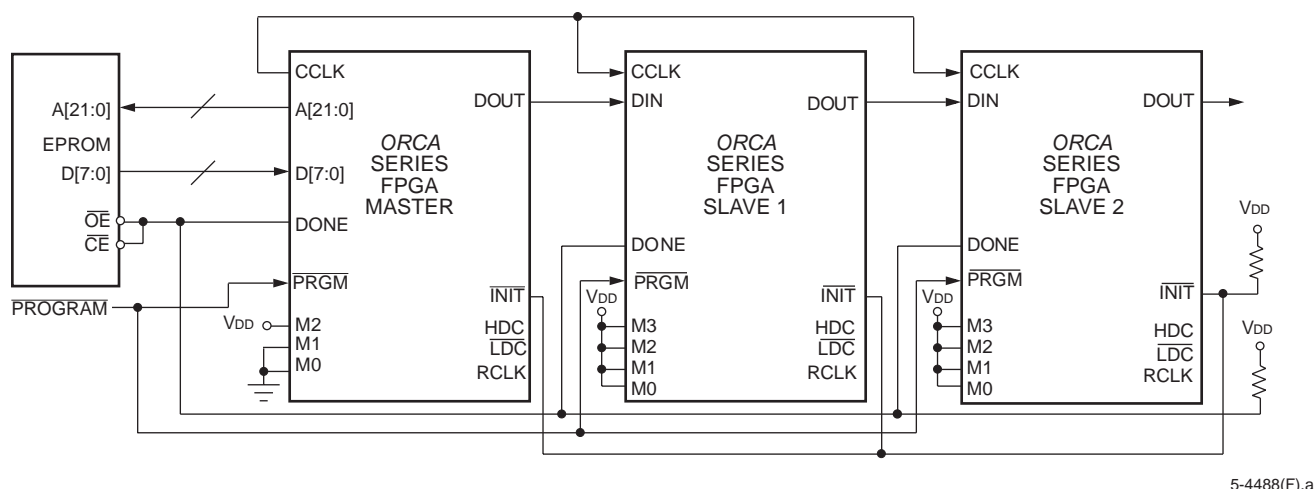 CCLK
A[21:0]
EPROM
D[7:0]
OE
CE
PROGRAM
A[21:0]
D[7:0]
DONE
PRGM
VDD
M2
M1
M0
DOUT
ORCA
SERIES
FPGA
MASTER
INIT
HDC
LDC
RCLK
CCLK
DIN
DOUT
ORCA
SERIES
FPGA
SLAVE 1
DONE
PRGM
VDD
M3
M2
M1
M0
INIT
HDC
LDC
RCLK
CCLK
DIN
DOUT
ORCA
SERIES
FPGA
SLAVE 2
DONE
PRGM
VDD
M3
M2
M1
M0
INIT
HDC
LDC
RCLK
VDD
VDD
5-4488(F).a